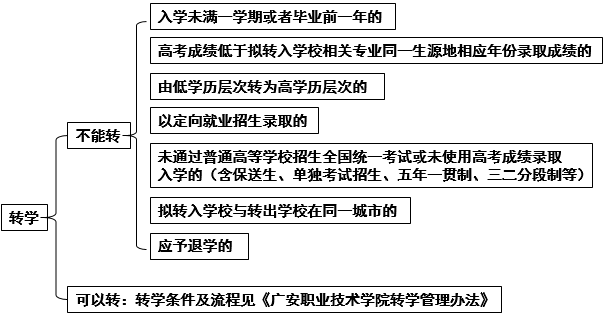 入学未满一学期或者毕业前一年的
高考成绩低于拟转入学校相关专业同一生源地相应年份录取成绩的
由低学历层次转为高学历层次的
以定向就业招生录取的
不能转
未通过普通高等学校招生全国统一考试或未使用高考成绩录取
入学的（含保送生、单独考试招生、五年一贯制、三二分段制等）
拟转入学校与转出学校在同一城市的
转学
应予退学的
可以转：转学条件及流程见《广安职业技术学院转学管理办法》